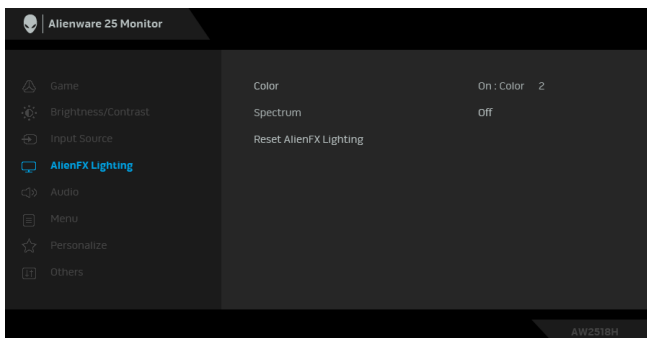 Alienware 25 Monitor
Game
Brightness/Contrast
Input Source
AlienFX Lighting
Audio
Menu
Personalize
Others
Color On : Color 2
Spectrum Off
Reset AlienFX Lighting
AW2518H